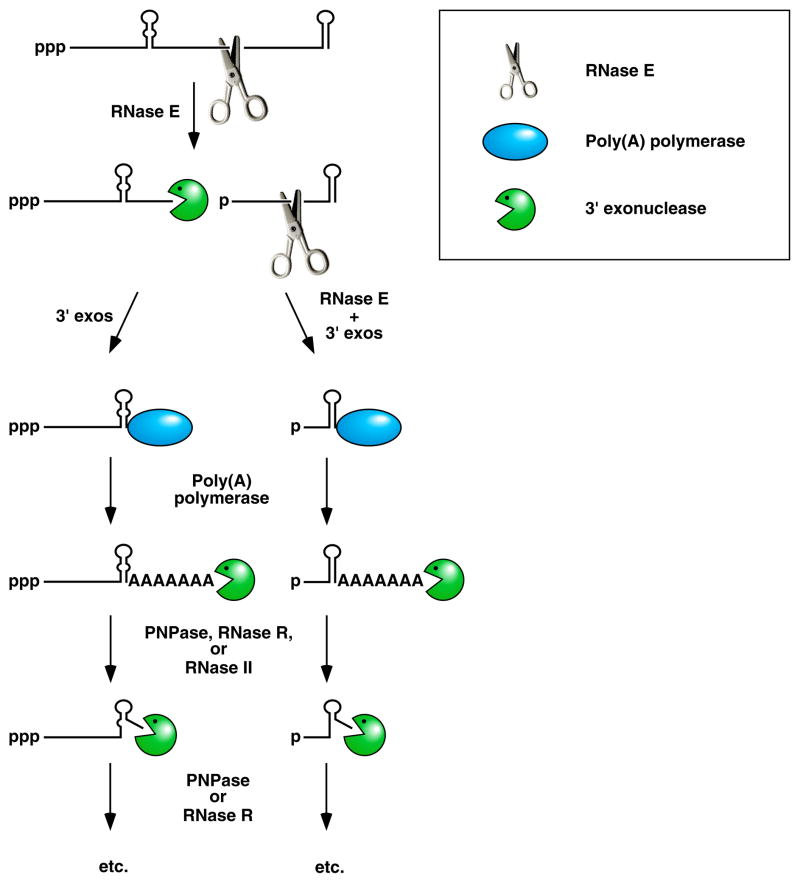 ppp
RNase E
RNase E
Poly(A) polymerase
3' exonuclease
ppp
p
3' exos
RNase E
+
3' exos
ppp
p
Poly(A)
polymerase
ppp
AAAAAAA
p
AAAAAAA
PNPase, RNase R,
or
RNase II
ppp
p
PNPase
or
RNase R
etc.
etc.